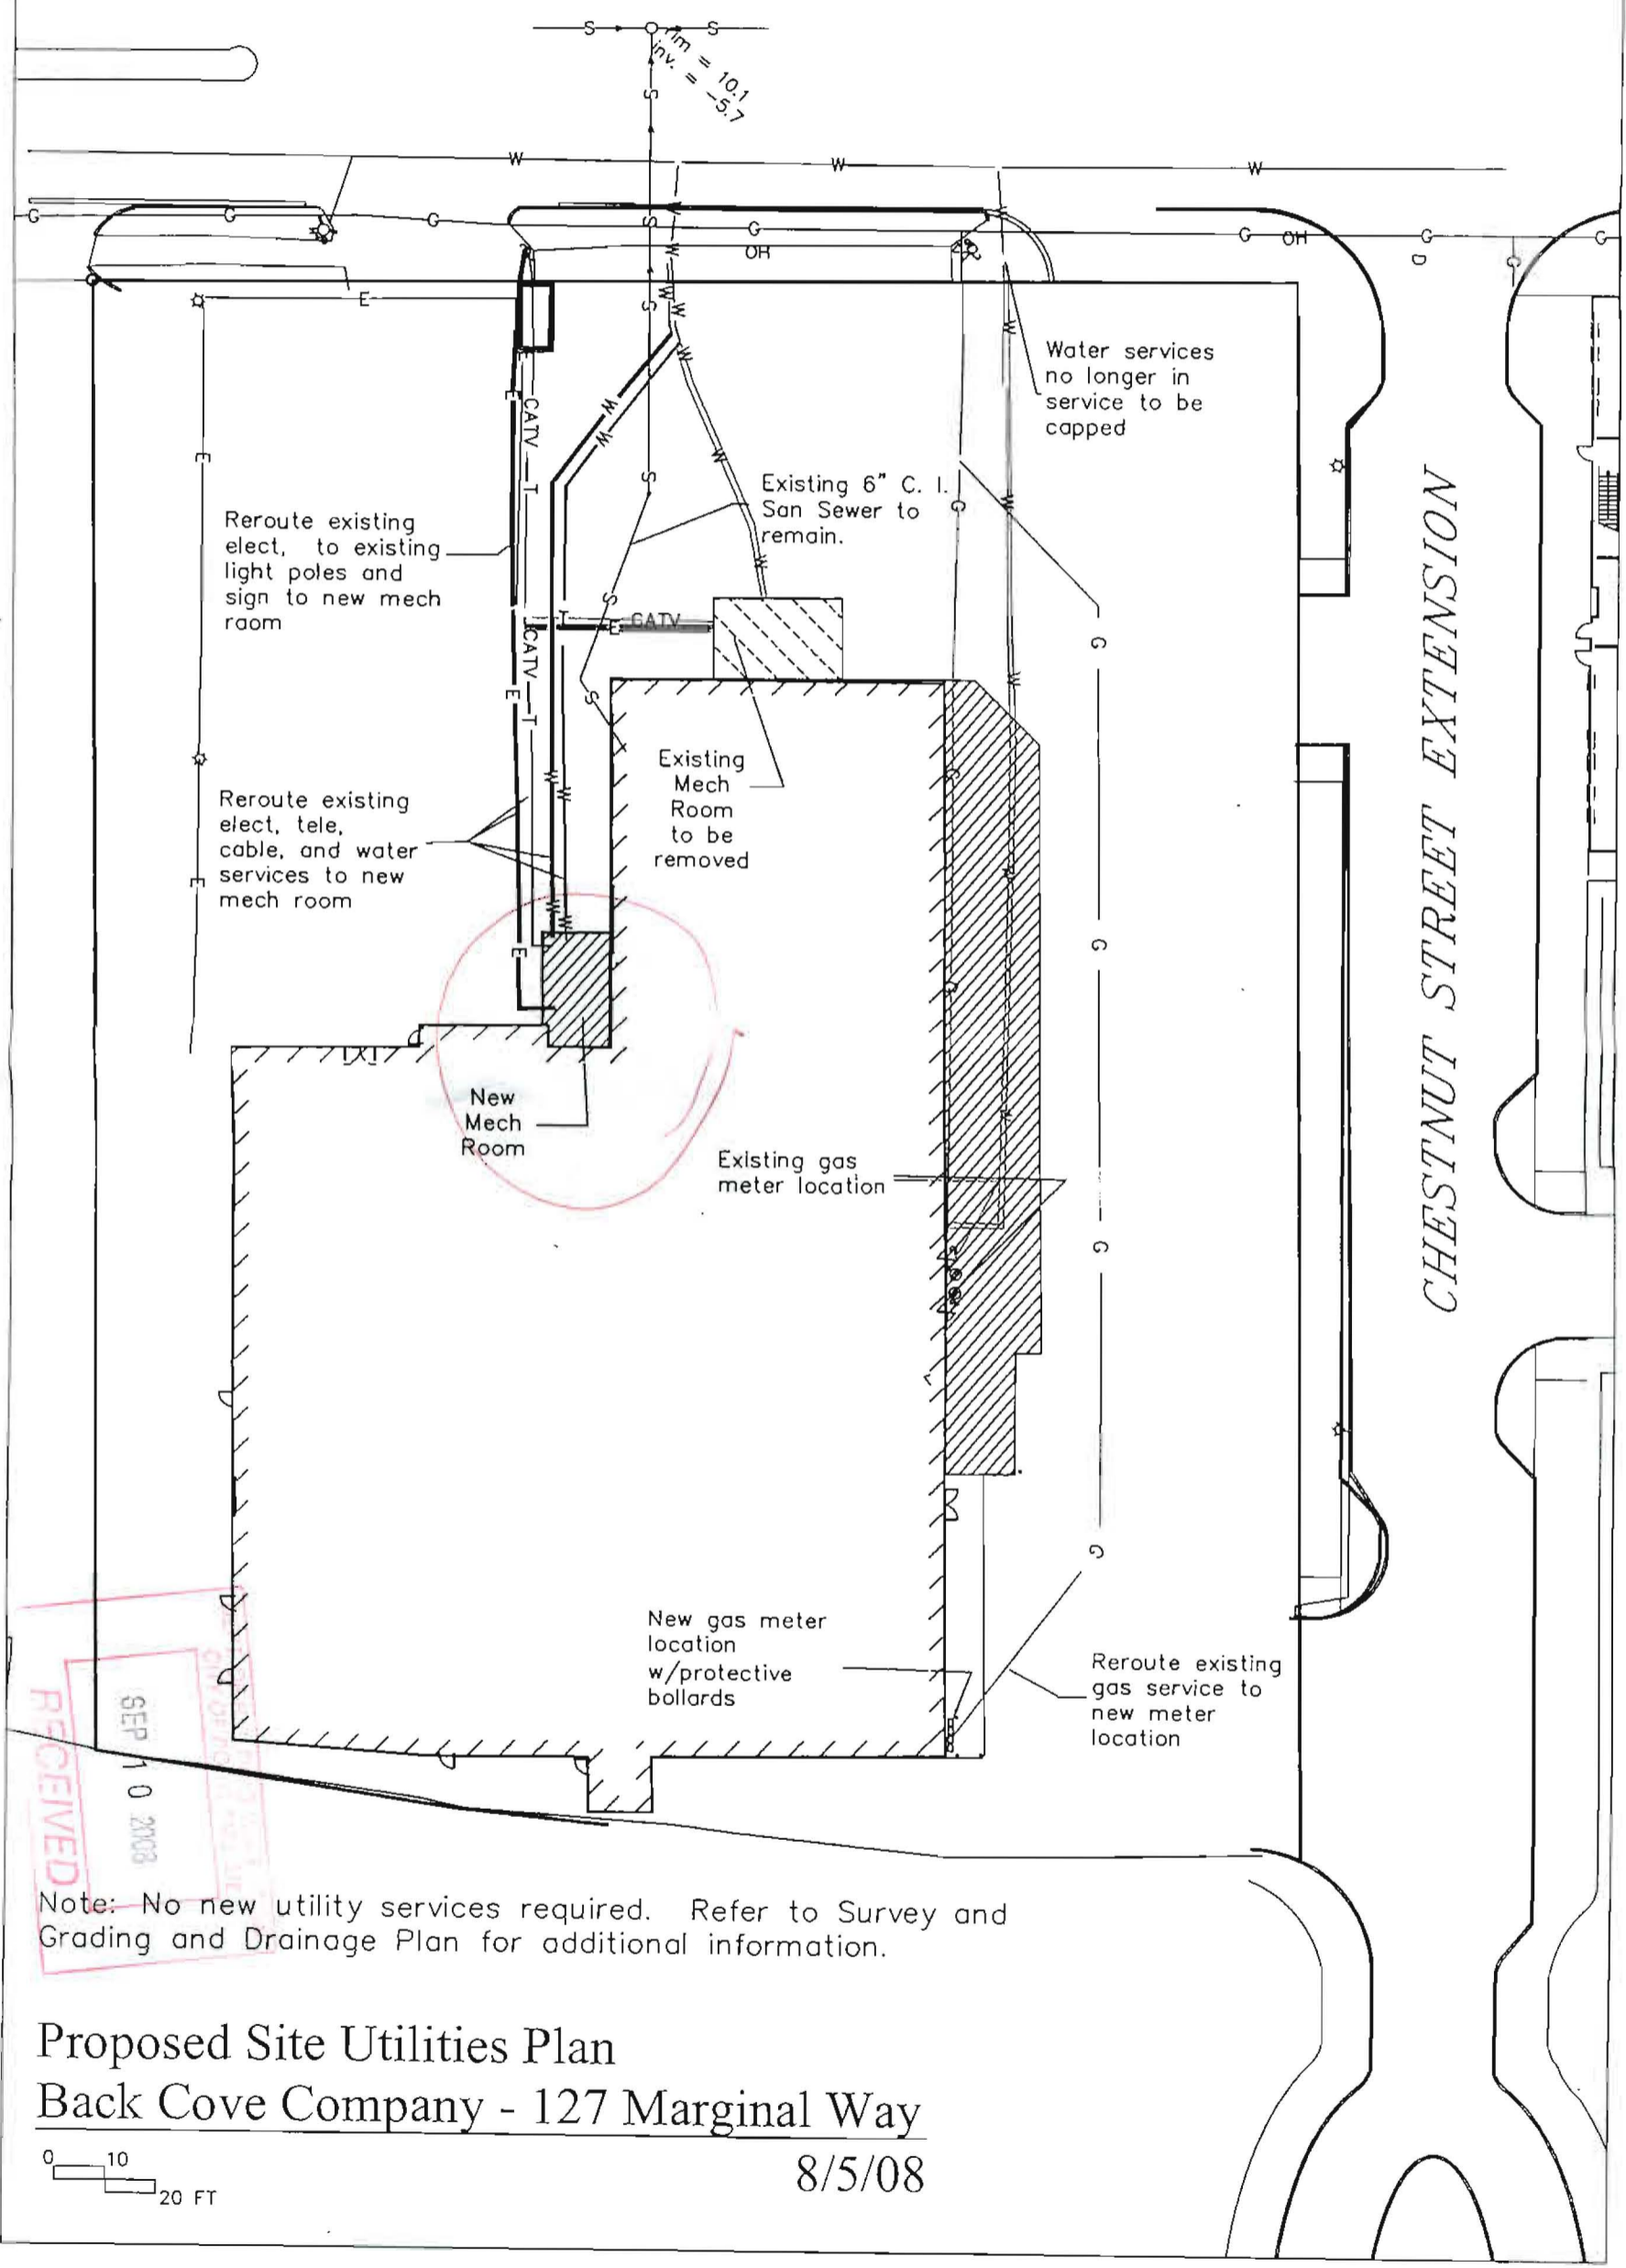 S S
rim = 10.1
inv. = -5.7
S
W W W
G G G S G G OH G G
W OH D G
E S W W
W
Water services
no longer in
service to be
capped
E CATV T W W
E W S
Existing 6" C. I.
San Sewer to
remain.
G W
Reroute existing
elect, to existing
light poles and
sign to new mech
room
W
S
T E CATV
G
CATV T E S W
Existing
Mech
Room
to be
removed
Reroute existing
elect, tele,
cable, and water
services to new
mech room
W W
G
E
W W
E
G
W
New
Mech
Room
Existing gas
meter location
G
CHESTNUT STREET EXTENSION
G
New gas meter
location
w/protective
bollards
Reroute existing
gas service to
new meter
location
SEP 10 2008
RECEIVED
Note: No new utility services required. Refer to Survey and
Grading and Drainage Plan for additional information.
Proposed Site Utilities Plan
Back Cove Company - 127 Marginal Way
8/5/08
0 10
20 FT